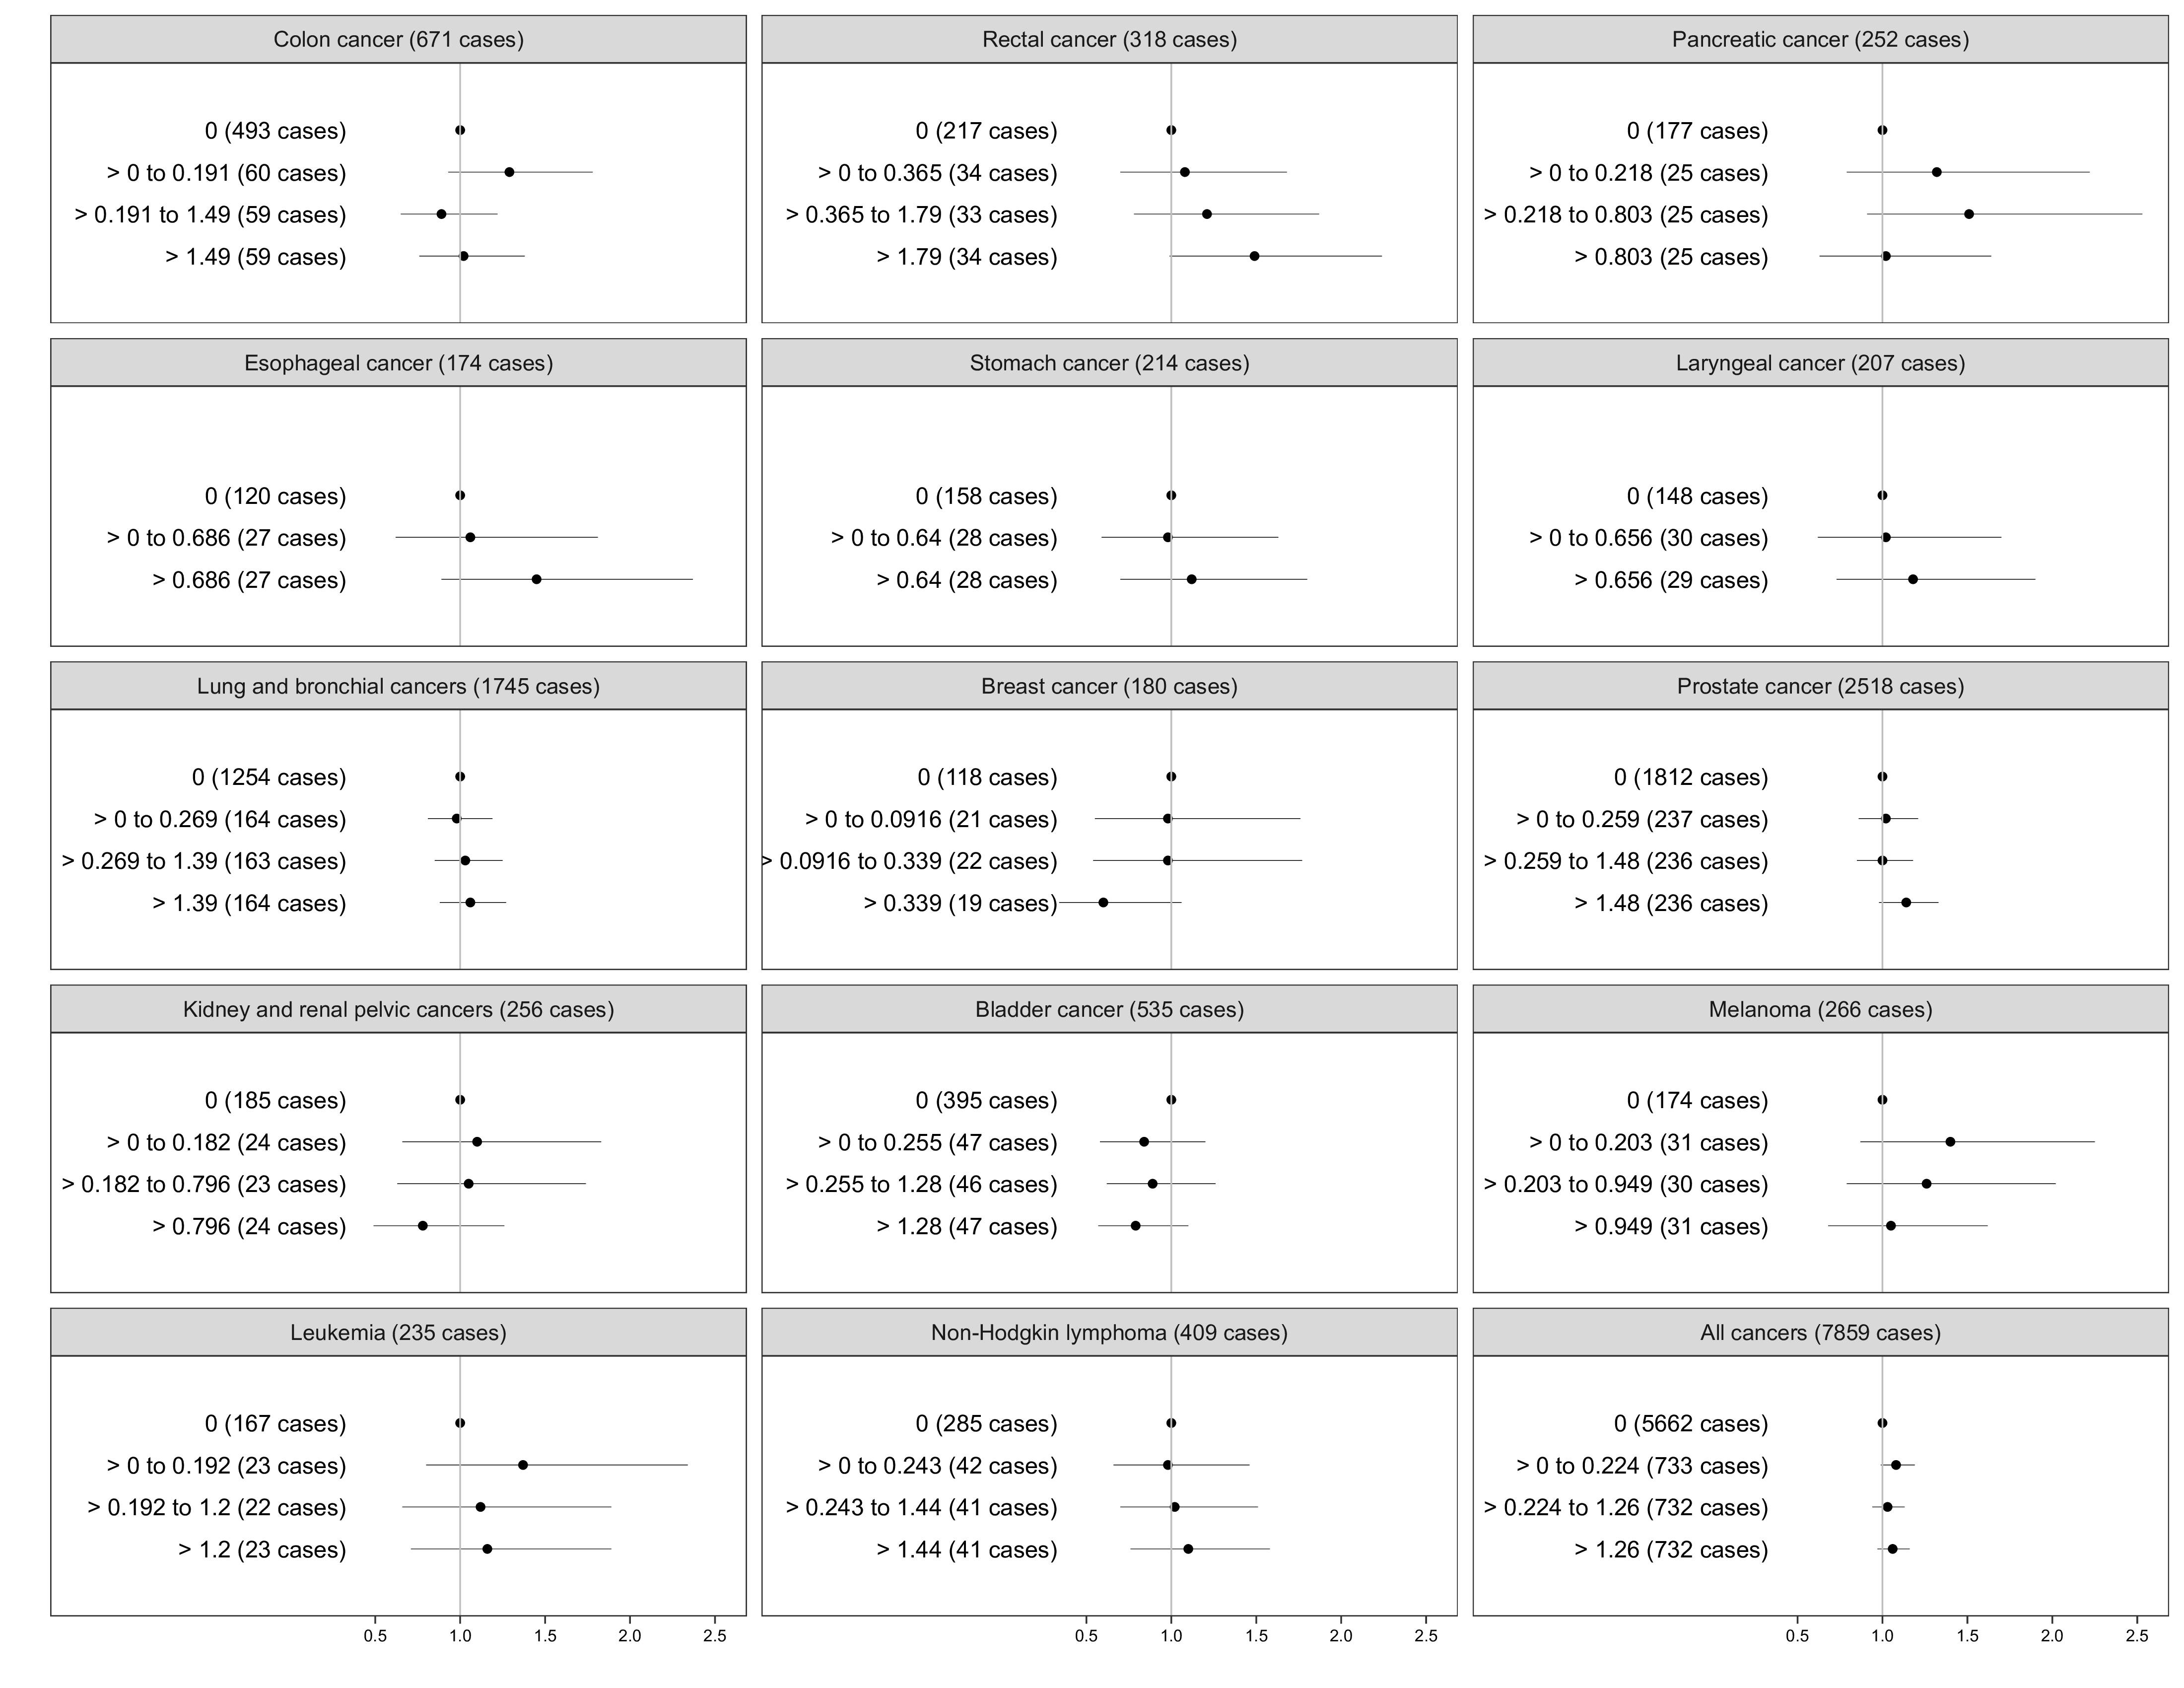 Colon cancer (671 cases)
0 (493 cases)
> 0 to 0.191 (60 cases)
> 0.191 to 1.49 (59 cases)
> 1.49 (59 cases)
Rectal cancer (318 cases)
0 (217 cases)
> 0 to 0.365 (34 cases)
> 0.365 to 1.79 (33 cases)
> 1.79 (34 cases)
Pancreatic cancer (252 cases)
0 (177 cases)
> 0 to 0.218 (25 cases)
> 0.218 to 0.803 (25 cases)
> 0.803 (25 cases)
Esophageal cancer (174 cases)
0 (120 cases)
> 0 to 0.686 (27 cases)
> 0.686 (27 cases)
Stomach cancer (214 cases)
0 (158 cases)
> 0 to 0.64 (28 cases)
> 0.64 (28 cases)
Laryngeal cancer (207 cases)
0 (148 cases)
> 0 to 0.656 (30 cases)
> 0.656 (29 cases)
Lung and bronchial cancers (1745 cases)
0 (1254 cases)
> 0 to 0.269 (164 cases)
> 0.269 to 1.39 (163 cases)
> 1.39 (164 cases)
Breast cancer (180 cases)
0 (118 cases)
> 0 to 0.0916 (21 cases)
> 0.0916 to 0.339 (22 cases)
> 0.339 (19 cases)
Prostate cancer (2518 cases)
0 (1812 cases)
> 0 to 0.259 (237 cases)
> 0.259 to 1.48 (236 cases)
> 1.48 (236 cases)
Kidney and renal pelvic cancers (256 cases)
0 (185 cases)
> 0 to 0.182 (24 cases)
> 0.182 to 0.796 (23 cases)
> 0.796 (24 cases)
Bladder cancer (535 cases)
0 (395 cases)
> 0 to 0.255 (47 cases)
> 0.255 to 1.28 (46 cases)
> 1.28 (47 cases)
Melanoma (266 cases)
0 (174 cases)
> 0 to 0.203 (31 cases)
> 0.203 to 0.949 (30 cases)
> 0.949 (31 cases)
Leukemia (235 cases)
0 (167 cases)
> 0 to 0.192 (23 cases)
> 0.192 to 1.2 (22 cases)
> 1.2 (23 cases)
Non-Hodgkin lymphoma (409 cases)
0 (285 cases)
> 0 to 0.243 (42 cases)
> 0.243 to 1.44 (41 cases)
> 1.44 (41 cases)
All cancers (7859 cases)
0 (5662 cases)
> 0 to 0.224 (733 cases)
> 0.224 to 1.26 (732 cases)
> 1.26 (732 cases)
0.5 1.0 1.5 2.0 2.5
0.5 1.0 1.5 2.0 2.5
0.5 1.0 1.5 2.0 2.5